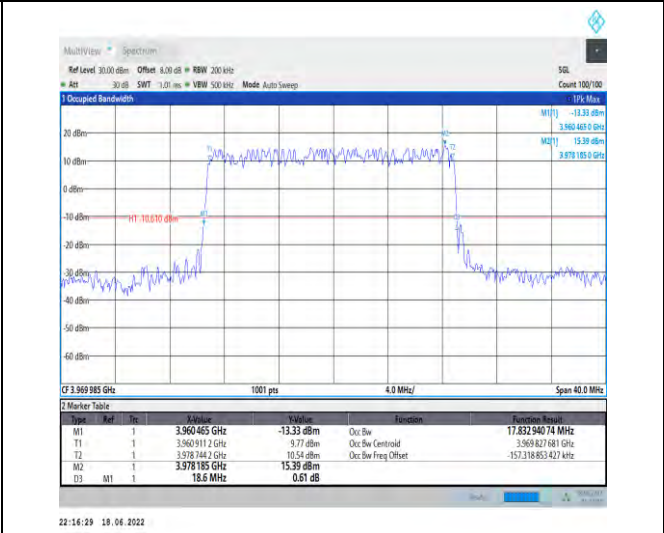 MultiView Spectrum
Ref Level 30.00 dBm Offset 8.00 dB RBW 200 kHz SGL
Att 30 dB SWT 1.01 ms VBW 500 kHz Mode Auto Sweep Count 100/100
1 Occupied Bandwidth 1Pk Max
M1[1] -13.33 dBm
3.960 465 0 GHz
M2[1] 15.39 dBm
3.978 185 0 GHz
20 dBm
10 dBm
0 dBm
-10 dBm
H1 -10.610 dBm
-20 dBm
-30 dBm
-40 dBm
-50 dBm
-60 dBm
M1
T1
M2
T2
CF 3.969 985 GHz 1001 pts 4.0 MHz/ Span 40.0 MHz
2 Marker Table
Type Ref Trc X-Value Y-Value Function Function Result
M1 1 3.960 465 GHz -13.33 dBm Occ Bw 17.832 940 74 MHz
T1 1 3.960 911 2 GHz 9.77 dBm Occ Bw Centroid 3.969 827 681 GHz
T2 1 3.978 744 2 GHz 10.54 dBm Occ Bw Freq Offset -157.318 853 427 kHz
M2 1 3.978 185 GHz 15.39 dBm
D3 M1 1 18.6 MHz 0.61 dB
22:16:29 18.06.2022